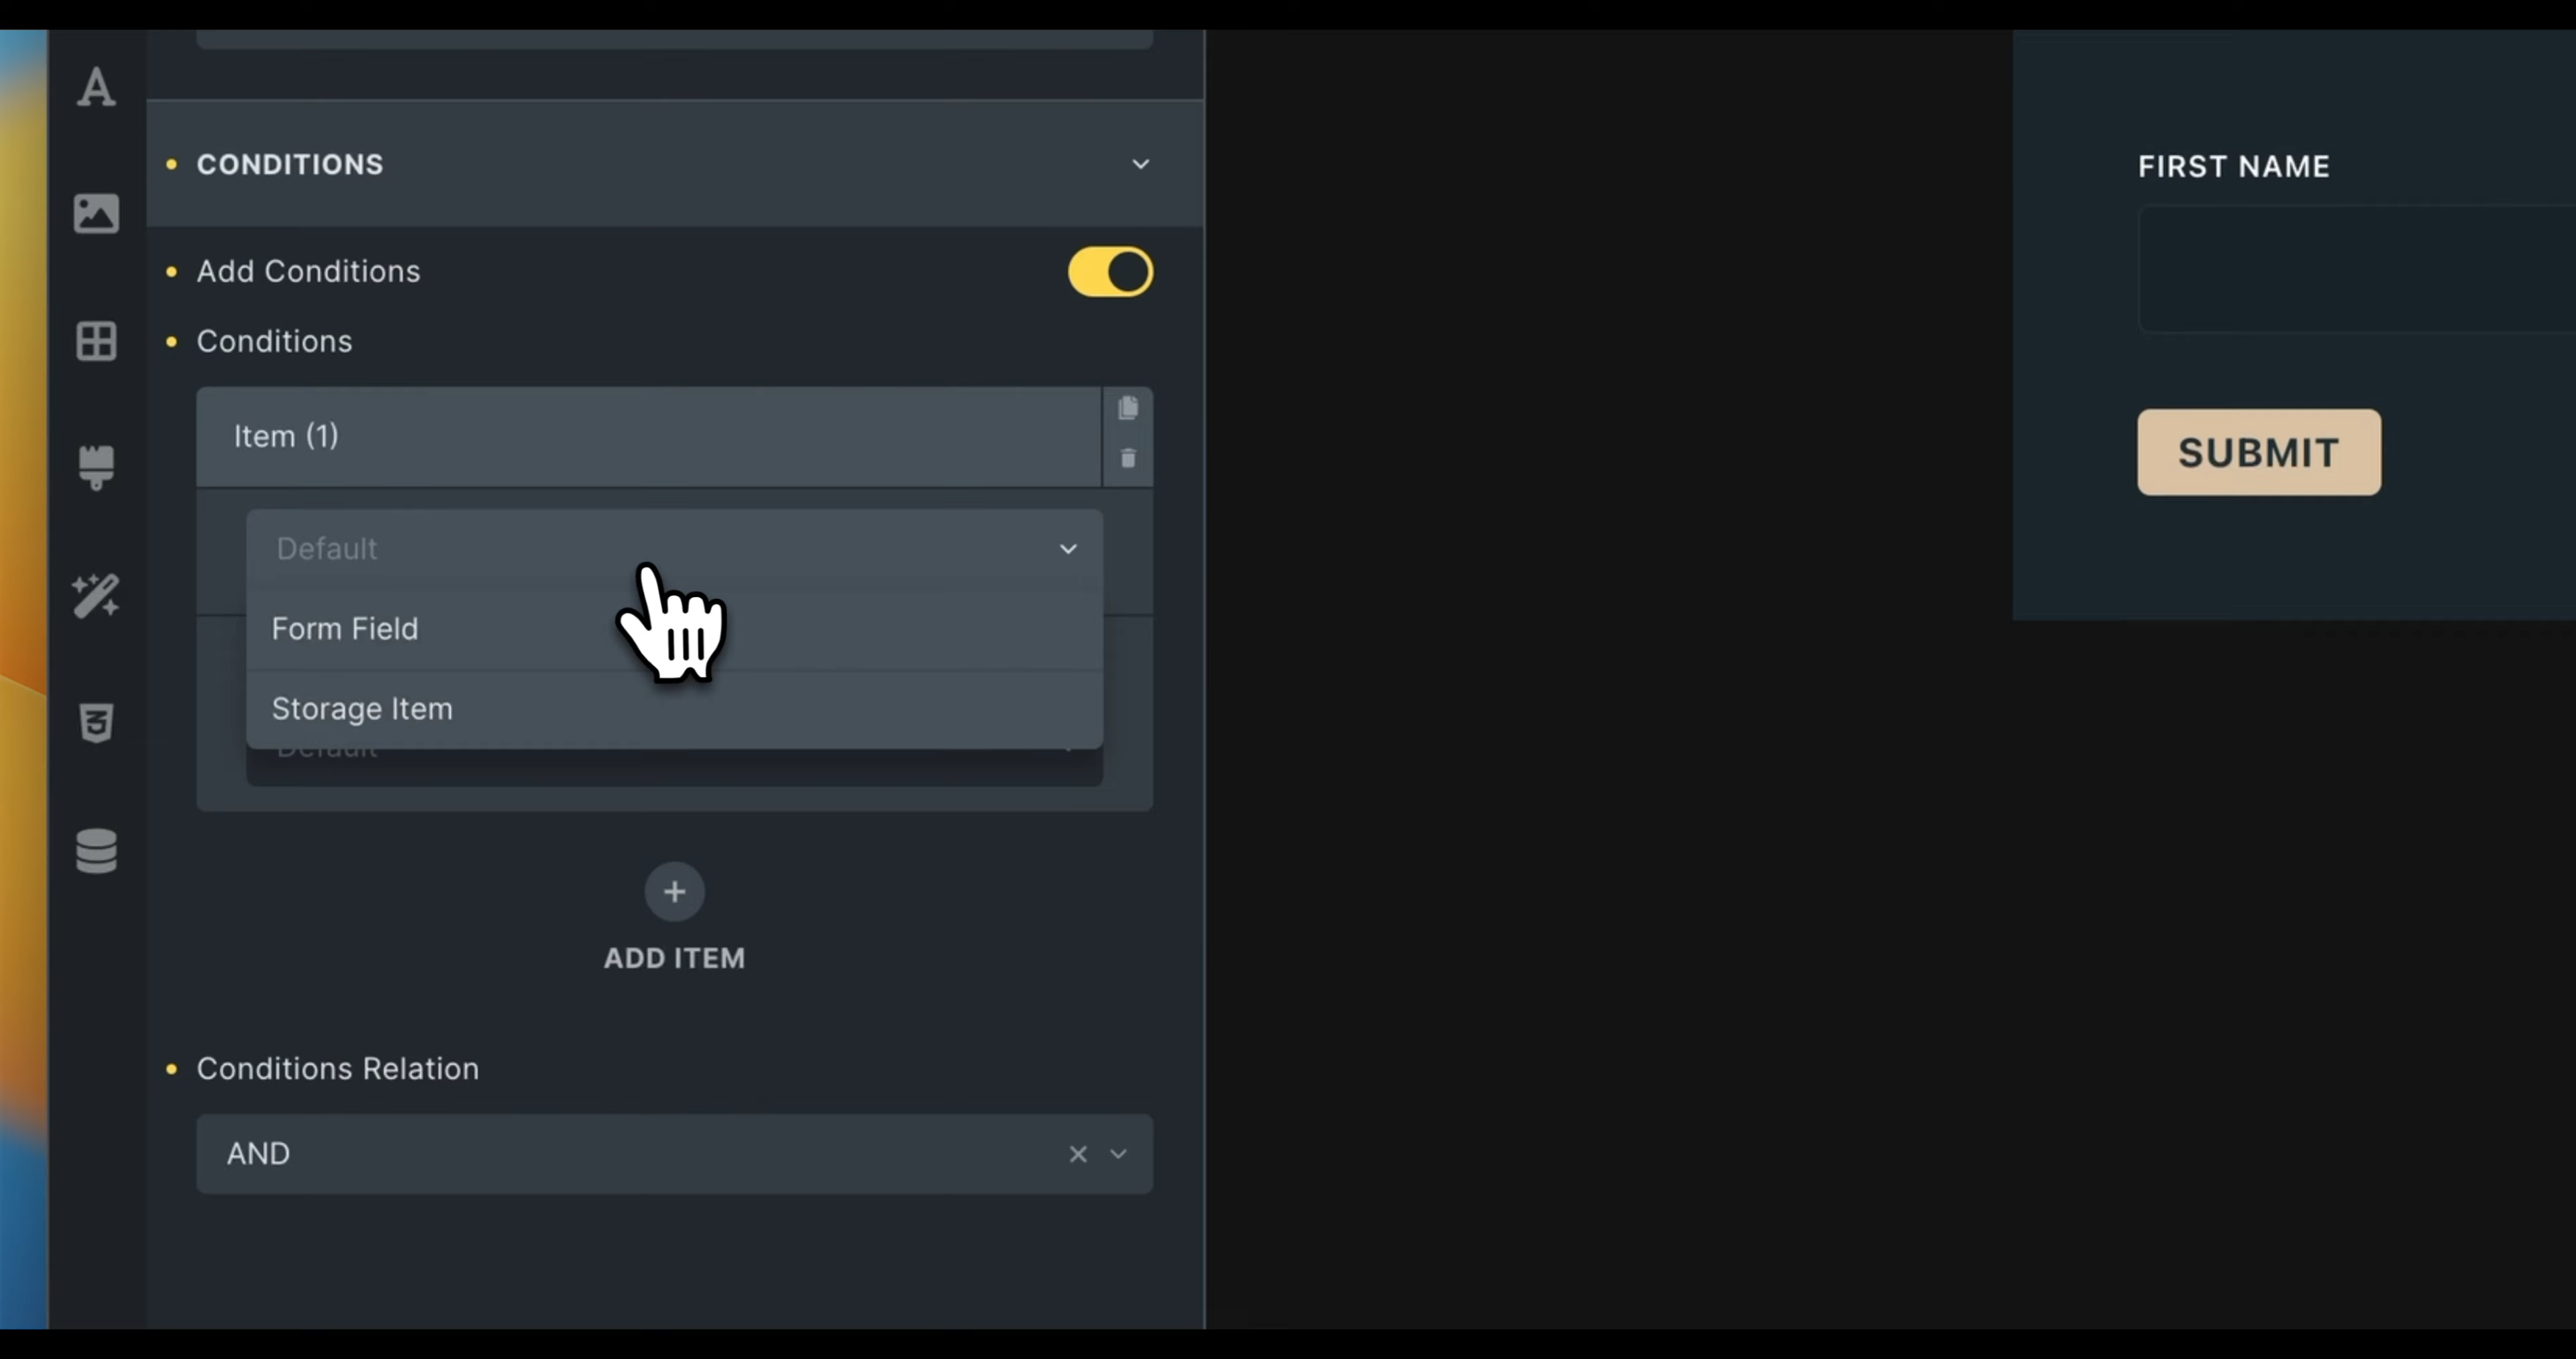 CONDITIONS
Add Conditions
Conditions
Item (1)
Default
Form Field
Storage Item
Default
ADD ITEM
Conditions Relation
AND
FIRST NAME
SUBMIT